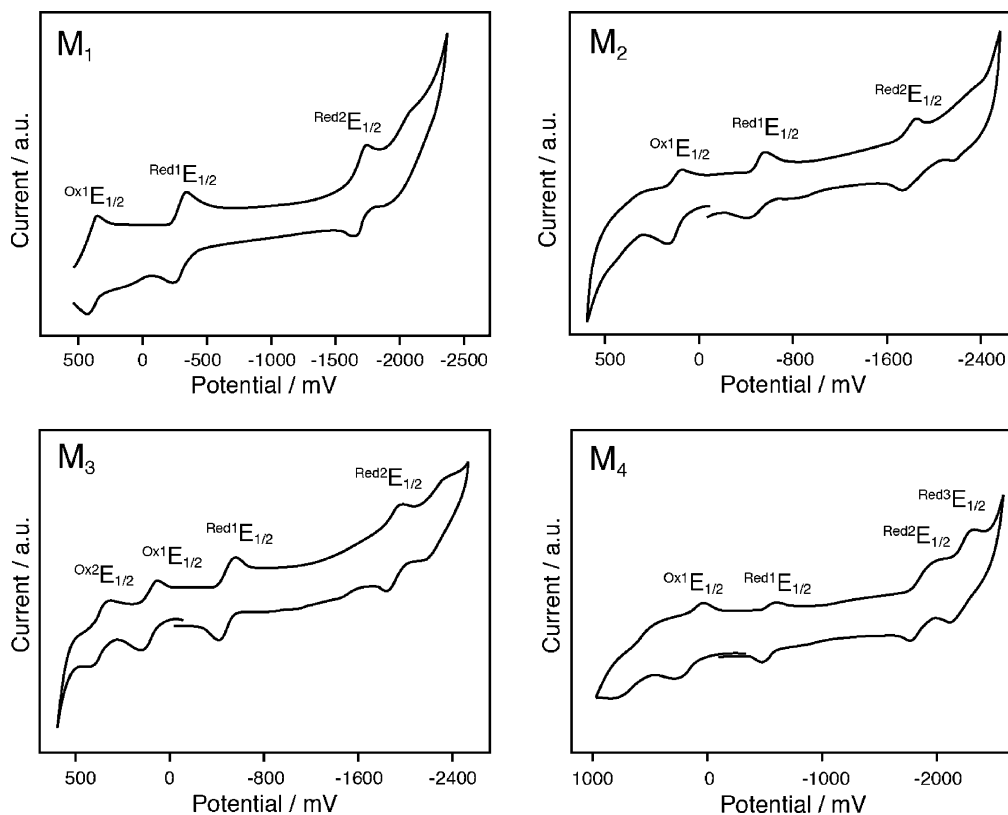 M₁
Red2E1/2
Ox1E1/2
Red1E1/2
Current / a.u.
500 0 -500 -1000 -1500 -2000 -2500
Potential / mV
M₂
Red2E1/2
Ox1E1/2
Red1E1/2
Current / a.u.
500 0 -800 -1600 -2400
Potential / mV
M₃
Red2E1/2
Red1E1/2
Ox1E1/2
Ox2E1/2
Current / a.u.
500 0 -800 -1600 -2400
Potential / mV
M₄
Red3E1/2
Red2E1/2
Ox1E1/2 Red1E1/2
Current / a.u.
1000 0 -1000 -2000
Potential / mV